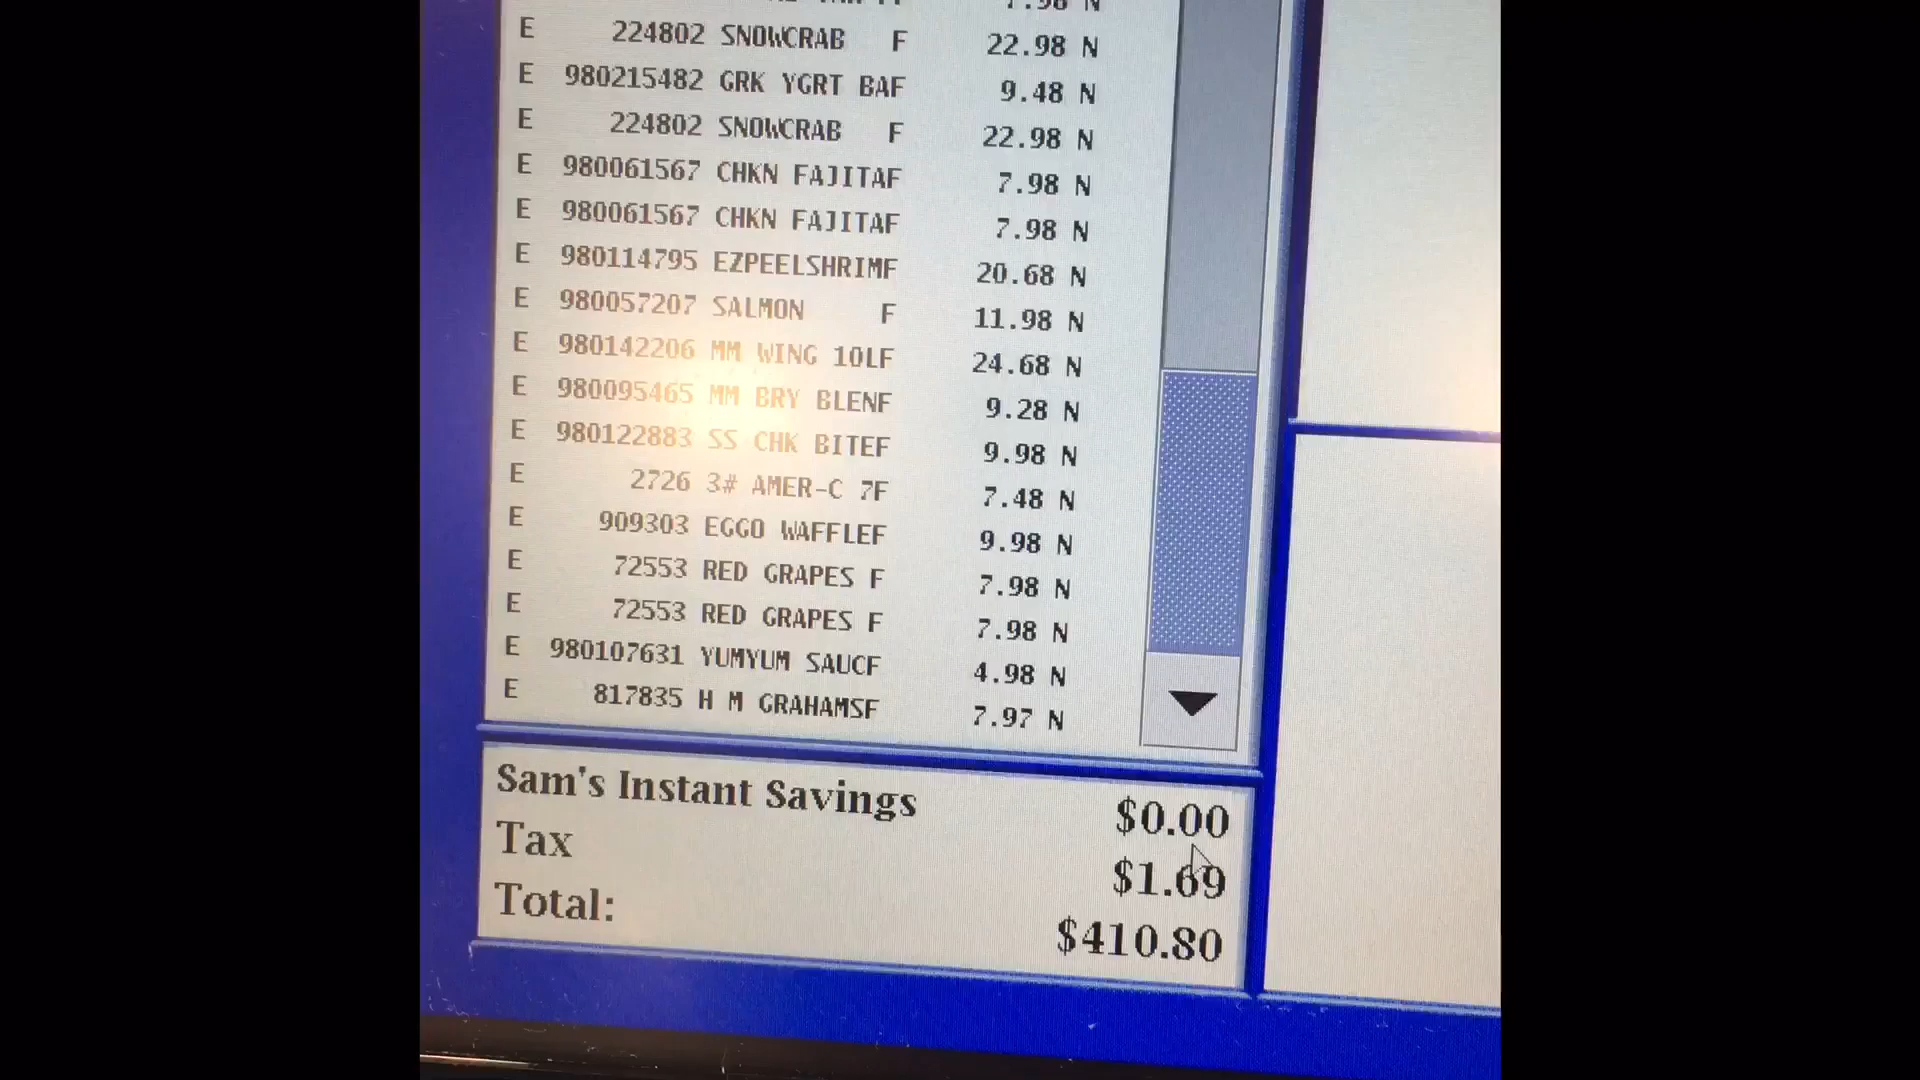 7.98 N
E 224802 SNOWCRAB F 22.98 N
E 980215482 GRK YGRT BAF 9.48 N
E 224802 SNOWCRAB F 22.98 N
E 980061567 CHKN FAJITAF 7.98 N
E 980061567 CHKN FAJITAF 7.98 N
E 980114795 EZPEELSHRIMF 20.68 N
E 980057207 SALMON F 11.98 N
E 980142206 MM WING 10LF 24.68 N
E 980095465 MM BRY BLENF 9.28 N
E 980122883 SS CHK BITEF 9.98 N
E 2726 3# AMER-C 7F 7.48 N
E 909303 EGGO WAFFLEF 9.98 N
E 72553 RED GRAPES F 7.98 N
E 72553 RED GRAPES F 7.98 N
E 980107631 YUMYUM SAUCF 4.98 N
E 817835 H M GRAHAMSF 7.97 N
Sam's Instant Savings $0.00
Tax $1.69
Total: $410.80